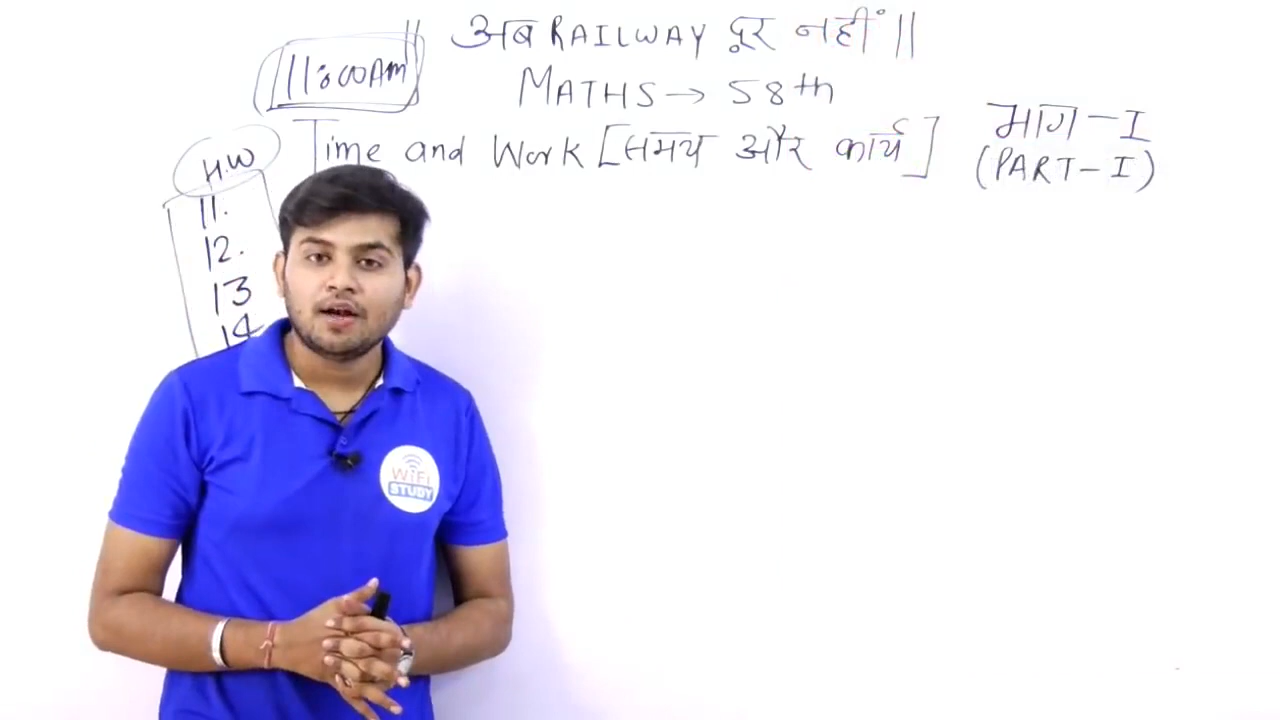 || अब RAILWAY दूर नहीं ||
11:00AM
MATHS → 58th
Time and Work [समय और कार्य]
भाग-I
(PART-I)
H.W
11.
12.
13
14
WiFi
STUDY